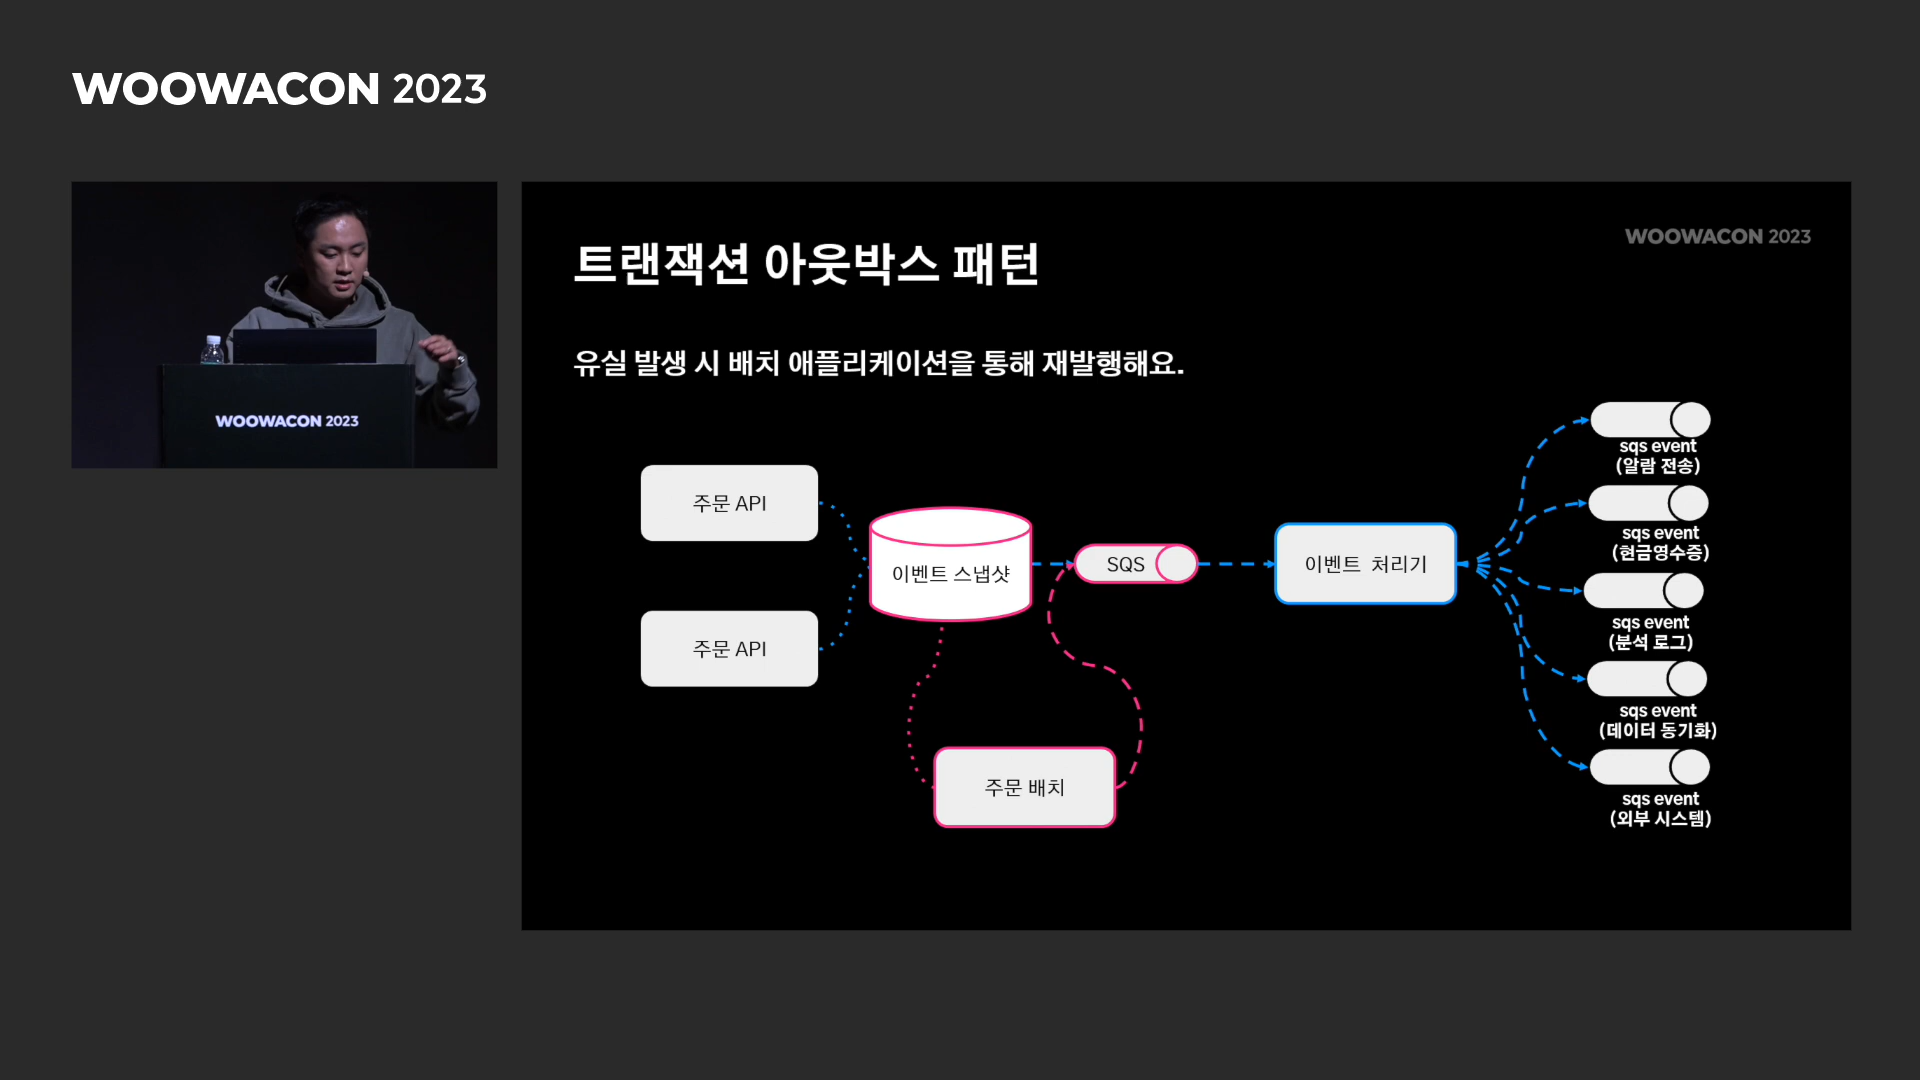 WOOWACON 2023
WOOWACON 2023
WOOWACON 2023
트랜잭션 아웃박스 패턴
유실 발생 시 배치 애플리케이션을 통해 재발행해요.
주문 API
주문 API
이벤트 스냅샷
SQS
이벤트 처리기
주문 배치
sqs event
(알람 전송)
sqs event
(현금영수증)
sqs event
(분석 로그)
sqs event
(데이터 동기화)
sqs event
(외부 시스템)